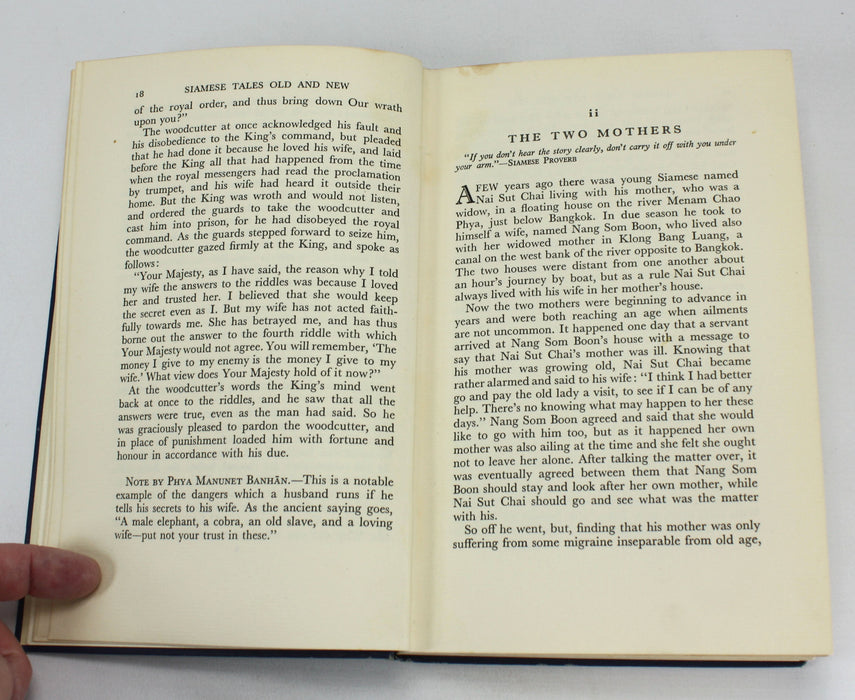 18 SIAMESE TALES OLD AND NEW
of the royal order, and thus bring down Our wrath
upon you?"
The woodcutter at once acknowledged his fault and
his disobedience to the King's command, but pleaded
that he had done it because he loved his wife, and laid
before the King all that had happened from the time
when the royal messengers had read the proclamation
by trumpet, and his wife had heard it outside their
home. But the King was wroth and would not listen,
and ordered the guards to take the woodcutter and
cast him into prison, for he had disobeyed the royal
command. As the guards stepped forward to seize him,
the woodcutter gazed firmly at the King, and spoke as
follows:
"Your Majesty, as I have said, the reason why I told
my wife the answers to the riddles was because I loved
her and trusted her. I believed that she would keep
the secret even as I. But my wife has not acted faith-
fully towards me. She has betrayed me, and has thus
borne out the answer to the fourth riddle with which
Your Majesty would not agree. You will remember, 'The
money I give to my enemy is the money I give to my
wife.' What view does Your Majesty hold of it now?"
At the woodcutter's words the King's mind went
back at once to the riddles, and he saw that all the
answers were true, even as the man had said. So he
was graciously pleased to pardon the woodcutter, and
in place of punishment loaded him with fortune and
honour in accordance with his due.
NOTE BY PHYA MANUNET BANHĀN.—This is a notable
example of the dangers which a husband runs if he
tells his secrets to his wife. As the ancient saying goes,
"A male elephant, a cobra, an old slave, and a loving
wife—put not your trust in these."
ii
THE TWO MOTHERS
"If you don't hear the story clearly, don't carry it off with you under
your arm."—SIAMESE PROVERB
A FEW years ago there wasa young Siamese named
Nai Sut Chai living with his mother, who was a
widow, in a floating house on the river Menam Chao
Phya, just below Bangkok. In due season he took to
himself a wife, named Nang Som Boon, who lived also
with her widowed mother in Klong Bang Luang, a
canal on the west bank of the river opposite to Bangkok.
The two houses were distant from one another about
an hour's journey by boat, but as a rule Nai Sut Chai
always lived with his wife in her mother's house.
Now the two mothers were beginning to advance in
years and were both reaching an age when ailments
are not uncommon. It happened one day that a servant
arrived at Nang Som Boon's house with a message to
say that Nai Sut Chai's mother was ill. Knowing that
his mother was growing old, Nai Sut Chai became
rather alarmed and said to his wife: "I think I had better
go and pay the old lady a visit, to see if I can be of any
help. There's no knowing what may happen to her these
days." Nang Som Boon agreed and said that she would
like to go with him too, but as it happened her own
mother was also ailing at the time and she felt she ought
not to leave her alone. After talking the matter over, it
was eventually agreed between them that Nang Som
Boon should stay and look after her own mother, while
Nai Sut Chai should go and see what was the matter
with his.
So off he went, but, finding that his mother was only
suffering from some migraine inseparable from old age,